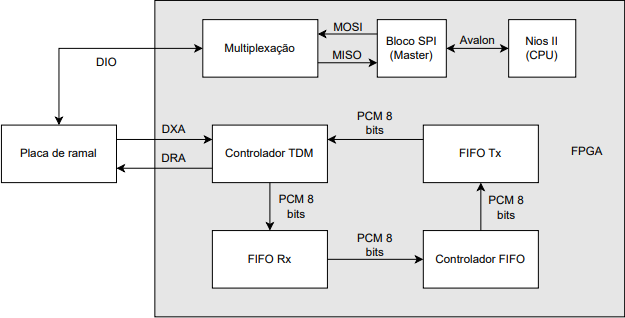 MOSI
Multiplexação
MISO
Bloco SPI
(Master)
Avalon
Nios II
(CPU)
DIO
PCM 8
bits
DXA
Placa de ramal
DRA
Controlador TDM
FIFO Tx
FPGA
PCM 8
bits
PCM 8
bits
PCM 8
bits
FIFO Rx
Controlador FIFO